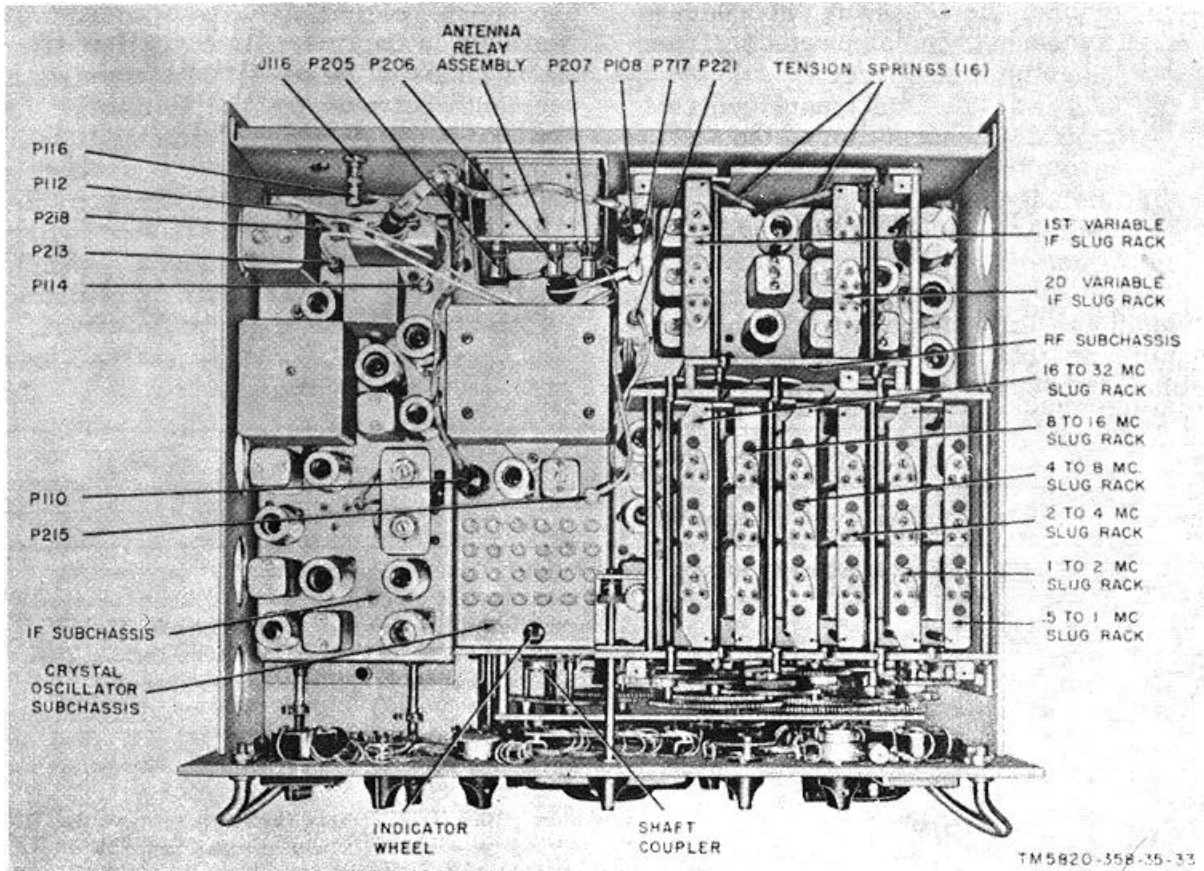 ANTENNA
RELAY
ASSEMBLY
J116 P205 P206 P207 P108 P717 P221
TENSION SPRINGS (16)
P116
P112
P218
P213
P114
P110
P215
IF SUBCHASSIS
CRYSTAL
OSCILLATOR
SUBCHASSIS
1ST VARIABLE
IF SLUG RACK
2D VARIABLE
IF SLUG RACK
RF SUBCHASSIS
16 TO 32 MC
SLUG RACK
8 TO 16 MC
SLUG RACK
4 TO 8 MC
SLUG RACK
2 TO 4 MC
SLUG RACK
1 TO 2 MC
SLUG RACK
.5 TO 1 MC
SLUG RACK
INDICATOR
WHEEL
SHAFT
COUPLER
TM5820-358-35-33